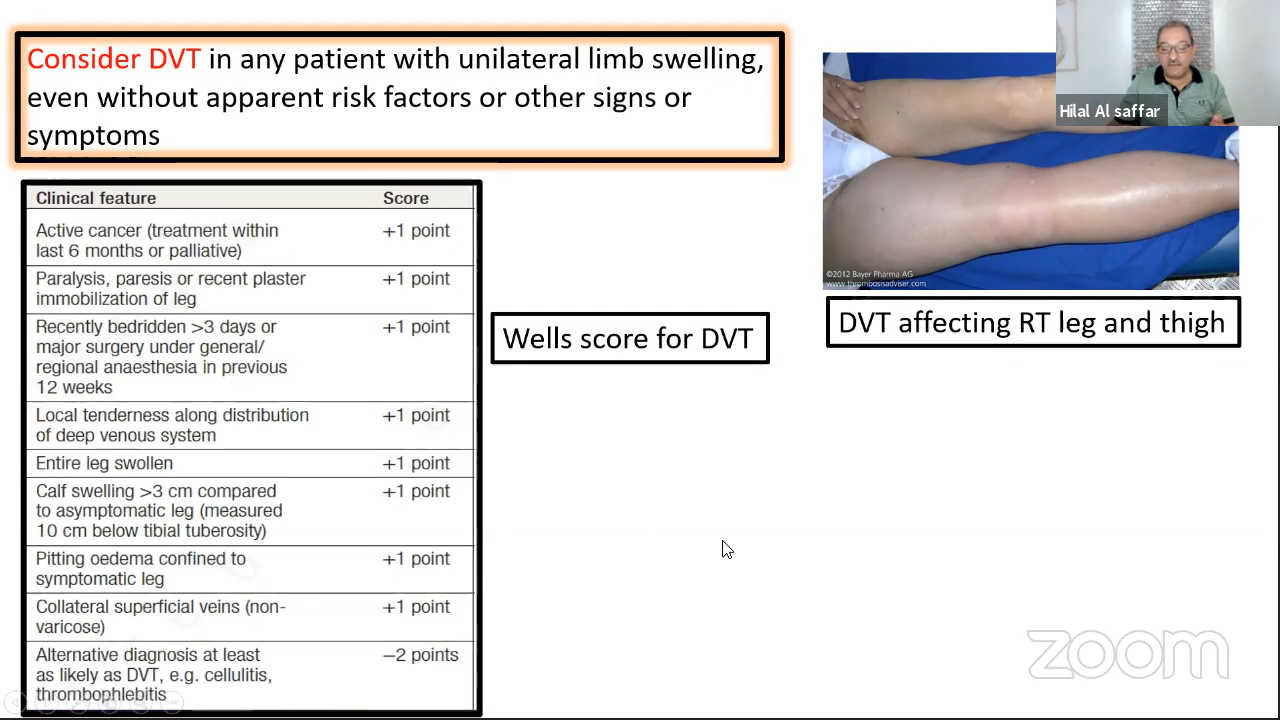 Consider DVT in any patient with unilateral limb swelling,
even without apparent risk factors or other signs or
symptoms
Hilal Al saffar
©2012 Bayer Pharma AG
www.thrombosisadviser.com
DVT affecting RT leg and thigh
Wells score for DVT
Clinical feature Score
Active cancer (treatment within +1 point
last 6 months or palliative)
Paralysis, paresis or recent plaster +1 point
immobilization of leg
Recently bedridden >3 days or +1 point
major surgery under general/
regional anaesthesia in previous
12 weeks
Local tenderness along distribution +1 point
of deep venous system
Entire leg swollen +1 point
Calf swelling >3 cm compared +1 point
to asymptomatic leg (measured
10 cm below tibial tuberosity)
Pitting oedema confined to +1 point
symptomatic leg
Collateral superficial veins (non- +1 point
varicose)
Alternative diagnosis at least −2 points
as likely as DVT, e.g. cellulitis,
thrombophlebitis
zoom